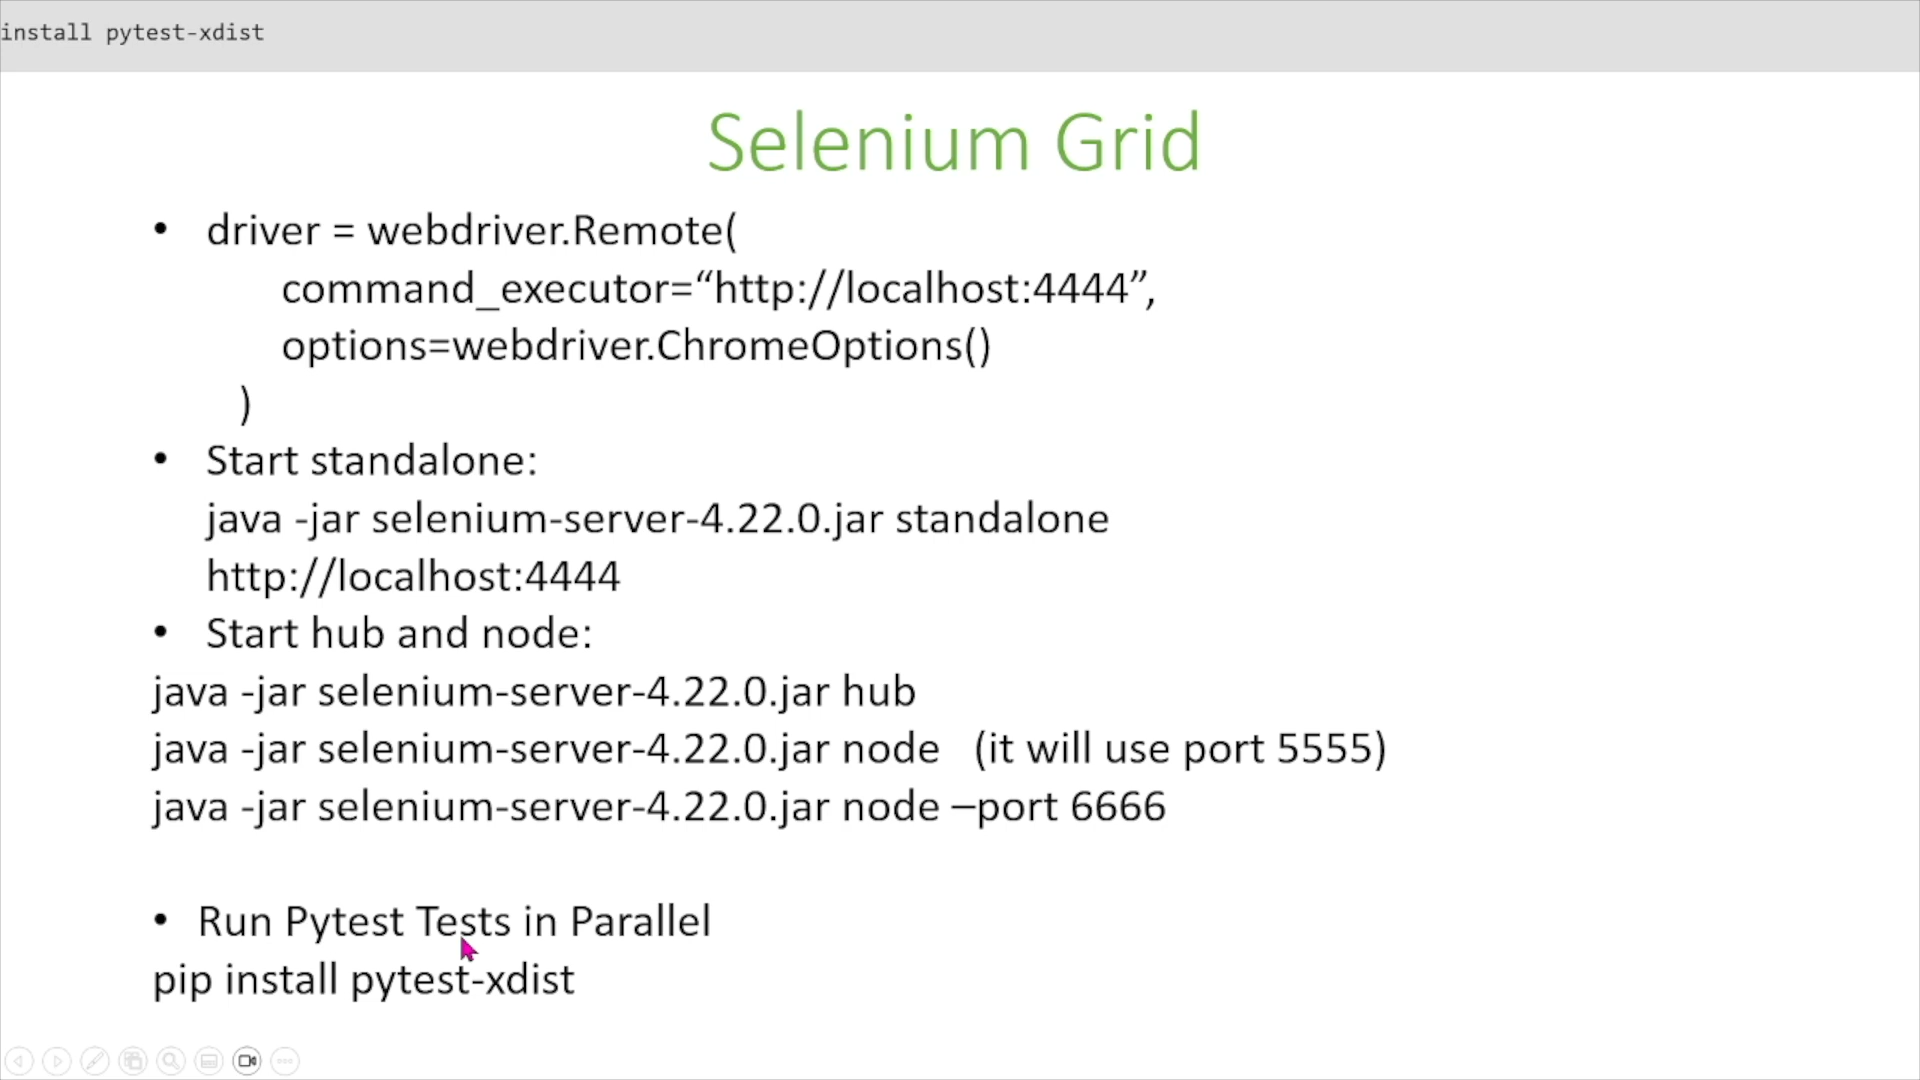 install pytest-xdist
Selenium Grid
• driver = webdriver.Remote(
command_executor=“http://localhost:4444”,
options=webdriver.ChromeOptions()
)
• Start standalone:
java -jar selenium-server-4.22.0.jar standalone
http://localhost:4444
• Start hub and node:
java -jar selenium-server-4.22.0.jar hub
java -jar selenium-server-4.22.0.jar node (it will use port 5555)
java -jar selenium-server-4.22.0.jar node –port 6666
• Run Pytest Tests in Parallel
pip install pytest-xdist